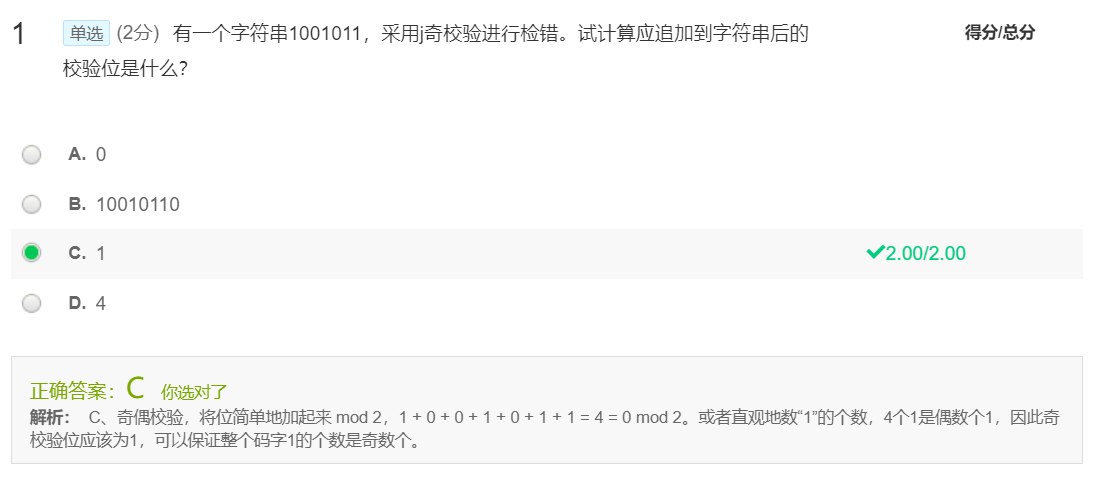 1 单选 (2分) 有一个字符串1001011，采用j奇校验进行检错。试计算应追加到字符串后的 得分/总分
校验位是什么？
A. 0
B. 10010110
C. 1 2.00/2.00
D. 4
正确答案：C 你选对了
解析： C、奇偶校验，将位简单地加起来 mod 2，1 + 0 + 0 + 1 + 0 + 1 + 1 = 4 = 0 mod 2。或者直观地数“1”的个数，4个1是偶数个1，因此奇
校验位应该为1，可以保证整个码字1的个数是奇数个。